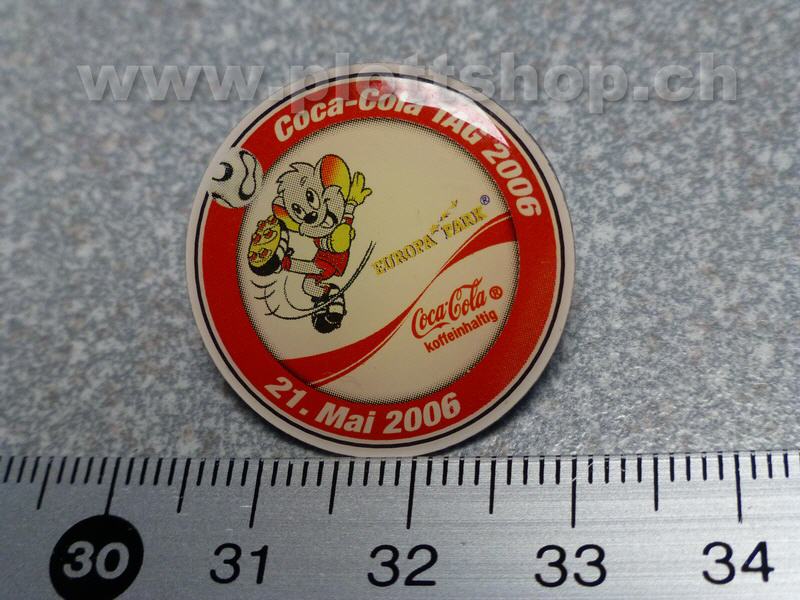 www.plottshop.ch
Coca-Cola TAG 2006
EUROPA PARK®
Coca-Cola®
koffeinhaltig
21. Mai 2006
30 31 32 33 34